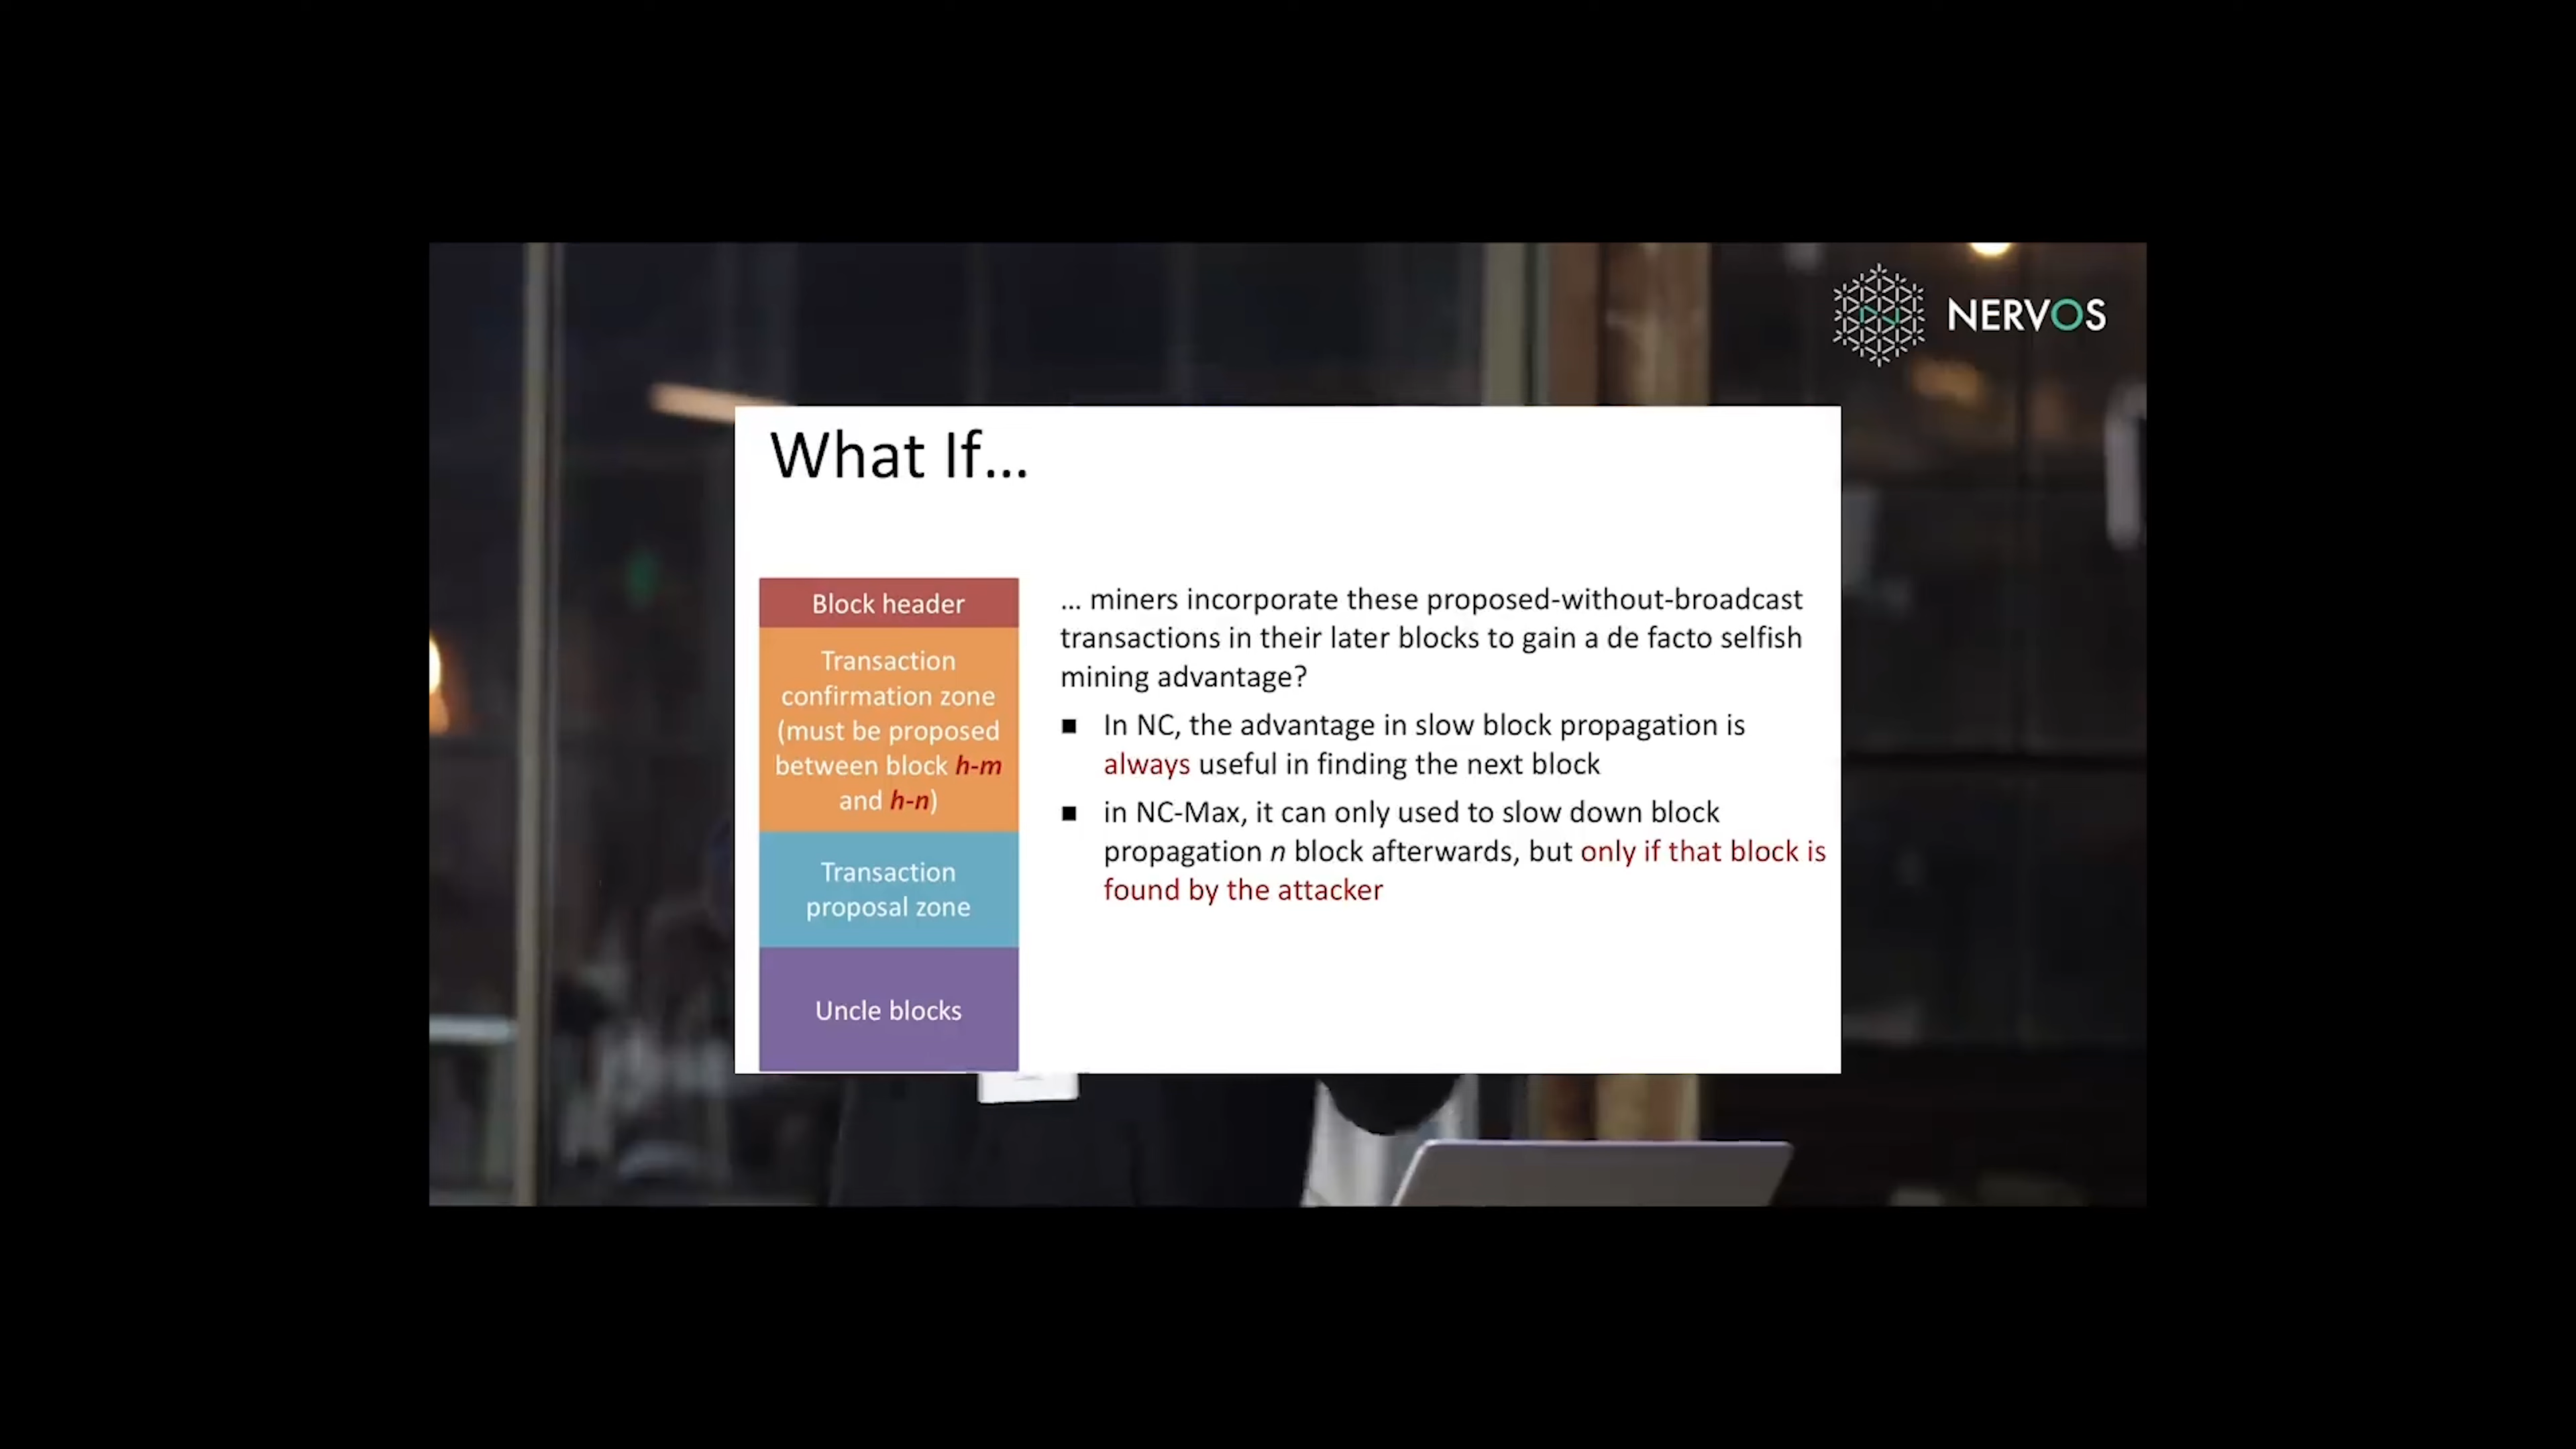 NERVOS
What If...
Block header
Transaction
confirmation zone
(must be proposed
between block h-m
and h-n)
Transaction
proposal zone
Uncle blocks
... miners incorporate these proposed-without-broadcast
transactions in their later blocks to gain a de facto selfish
mining advantage?
■ In NC, the advantage in slow block propagation is
always useful in finding the next block
■ in NC-Max, it can only used to slow down block
propagation n block afterwards, but only if that block is
found by the attacker